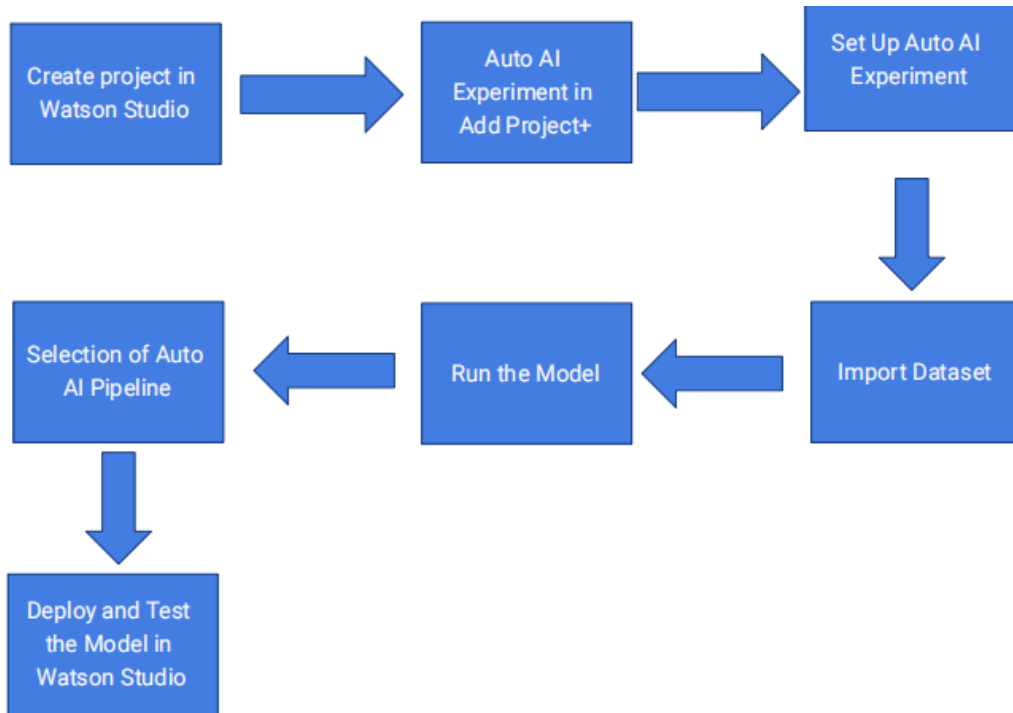 Create project in
Watson Studio
Auto AI
Experiment in
Add Project+
Set Up Auto AI
Experiment
Import Dataset
Run the Model
Selection of Auto
AI Pipeline
Deploy and Test
the Model in
Watson Studio